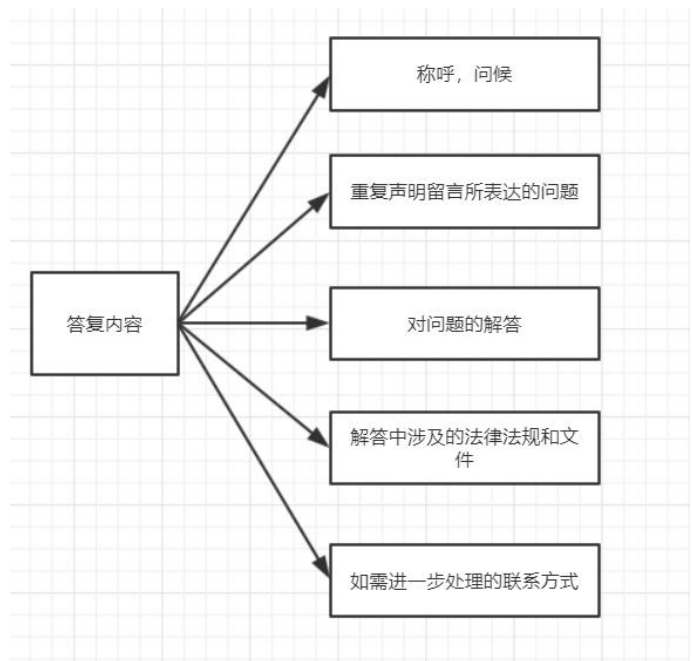 称呼，问候
重复声明留言所表达的问题
答复内容
对问题的解答
解答中涉及的法律法规和文
件
如需进一步处理的联系方式